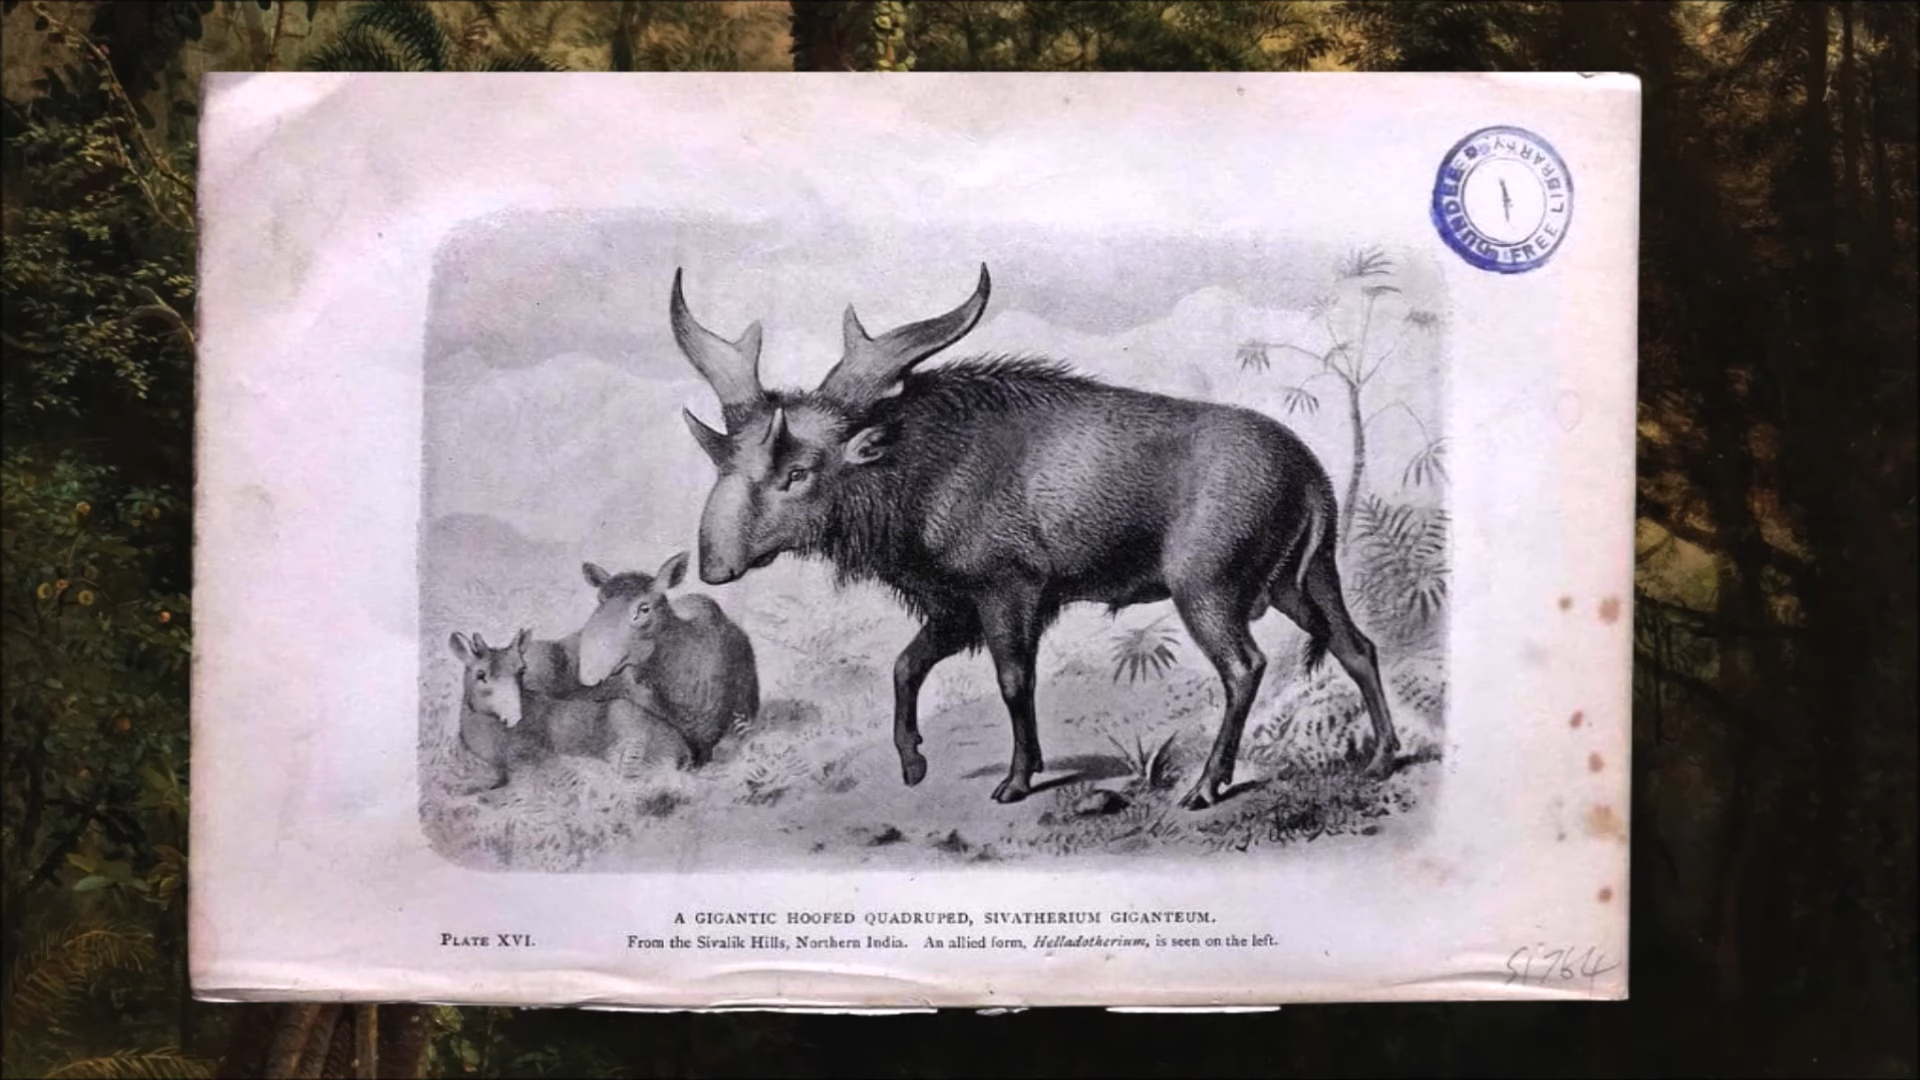 DUNDEE FREE LIBRARY
A GIGANTIC HOOFED QUADRUPED, SIVATHERIUM GIGANTEUM.
PLATE XVI.
From the Sivalik Hills, Northern India. An allied form, Helladotherium, is seen on the left.